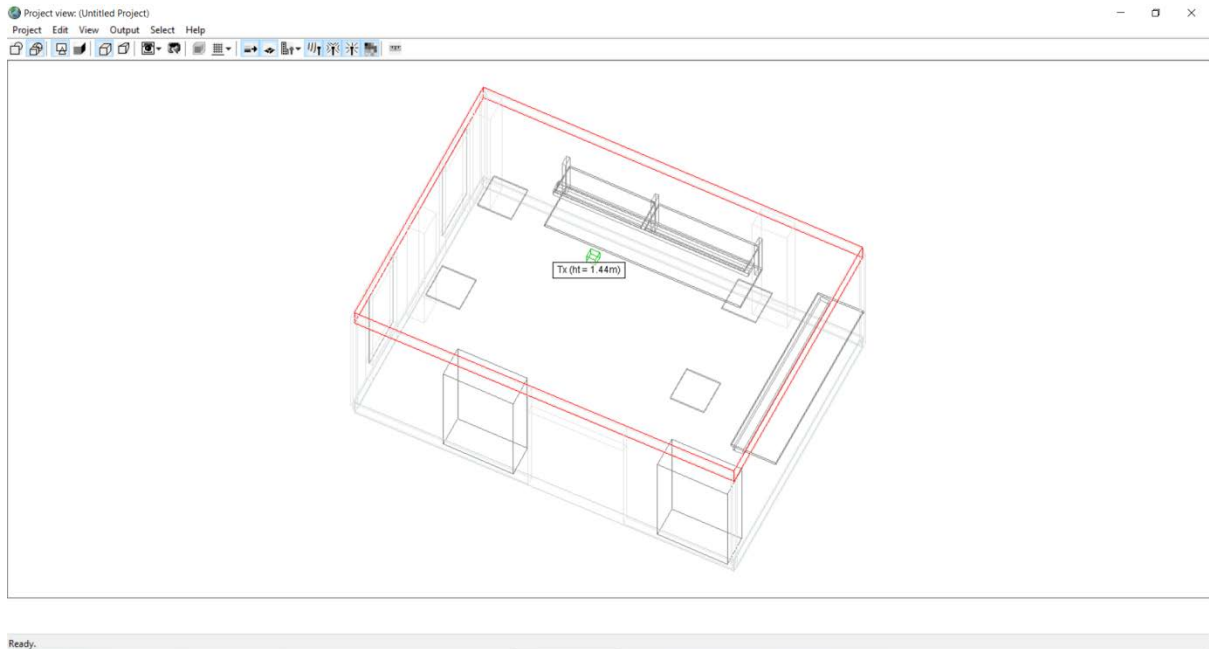 Project view: (Untitled Project)
Project Edit View Output Select Help
Tx (ht = 1.44m)
Ready.